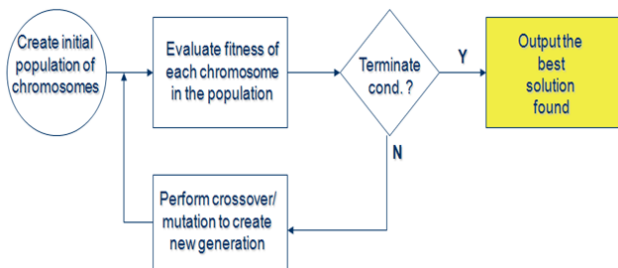 Create initial
population of
chromosomes
Evaluate fitness of
each chromosome
in the population
Terminate
cond. ?
Y
Output the
best
solution
found
N
Perform crossover/
mutation to create
new generation